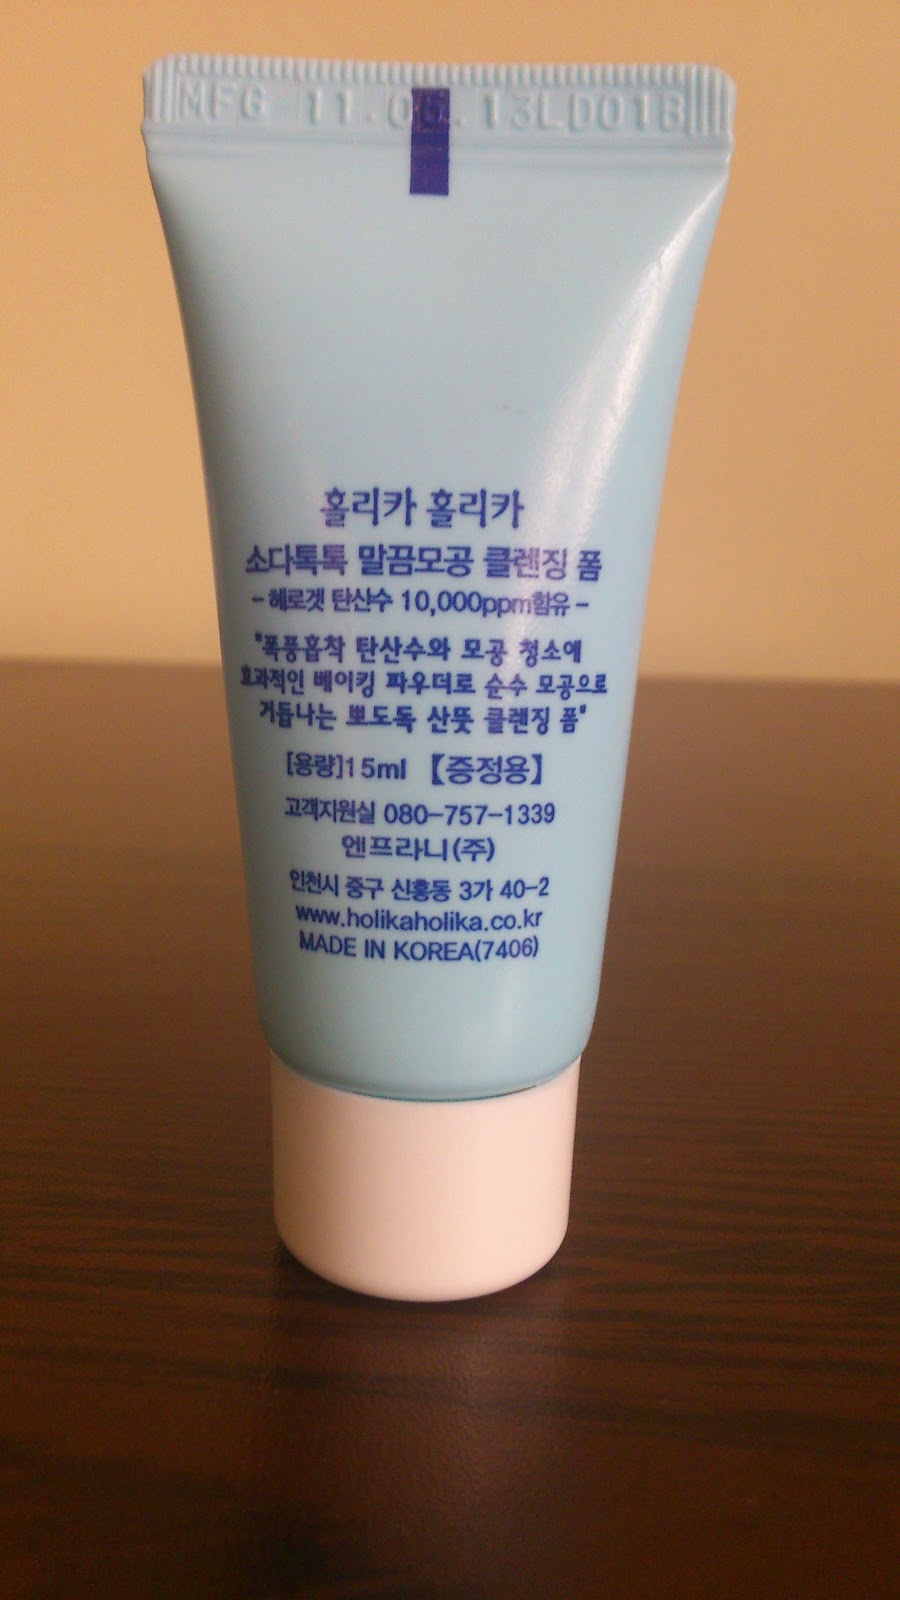 MFG 11.05.13LD01B
홀리카 홀리카
소다톡톡 말끔모공 클렌징 폼
- 헤로겟 탄산수 10,000ppm함유 -
"폭풍흡착 탄산수와 모공 청소에
효과적인 베이킹 파우더로 순수 모공으로
거듭나는 뽀도독 산뜻 클렌징 폼"
[용량]15ml 【증정용】
고객지원실 080-757-1339
엔프라니(주)
인천시 중구 신흥동 3가 40-2
www.holikaholika.co.kr
MADE IN KOREA(7406)